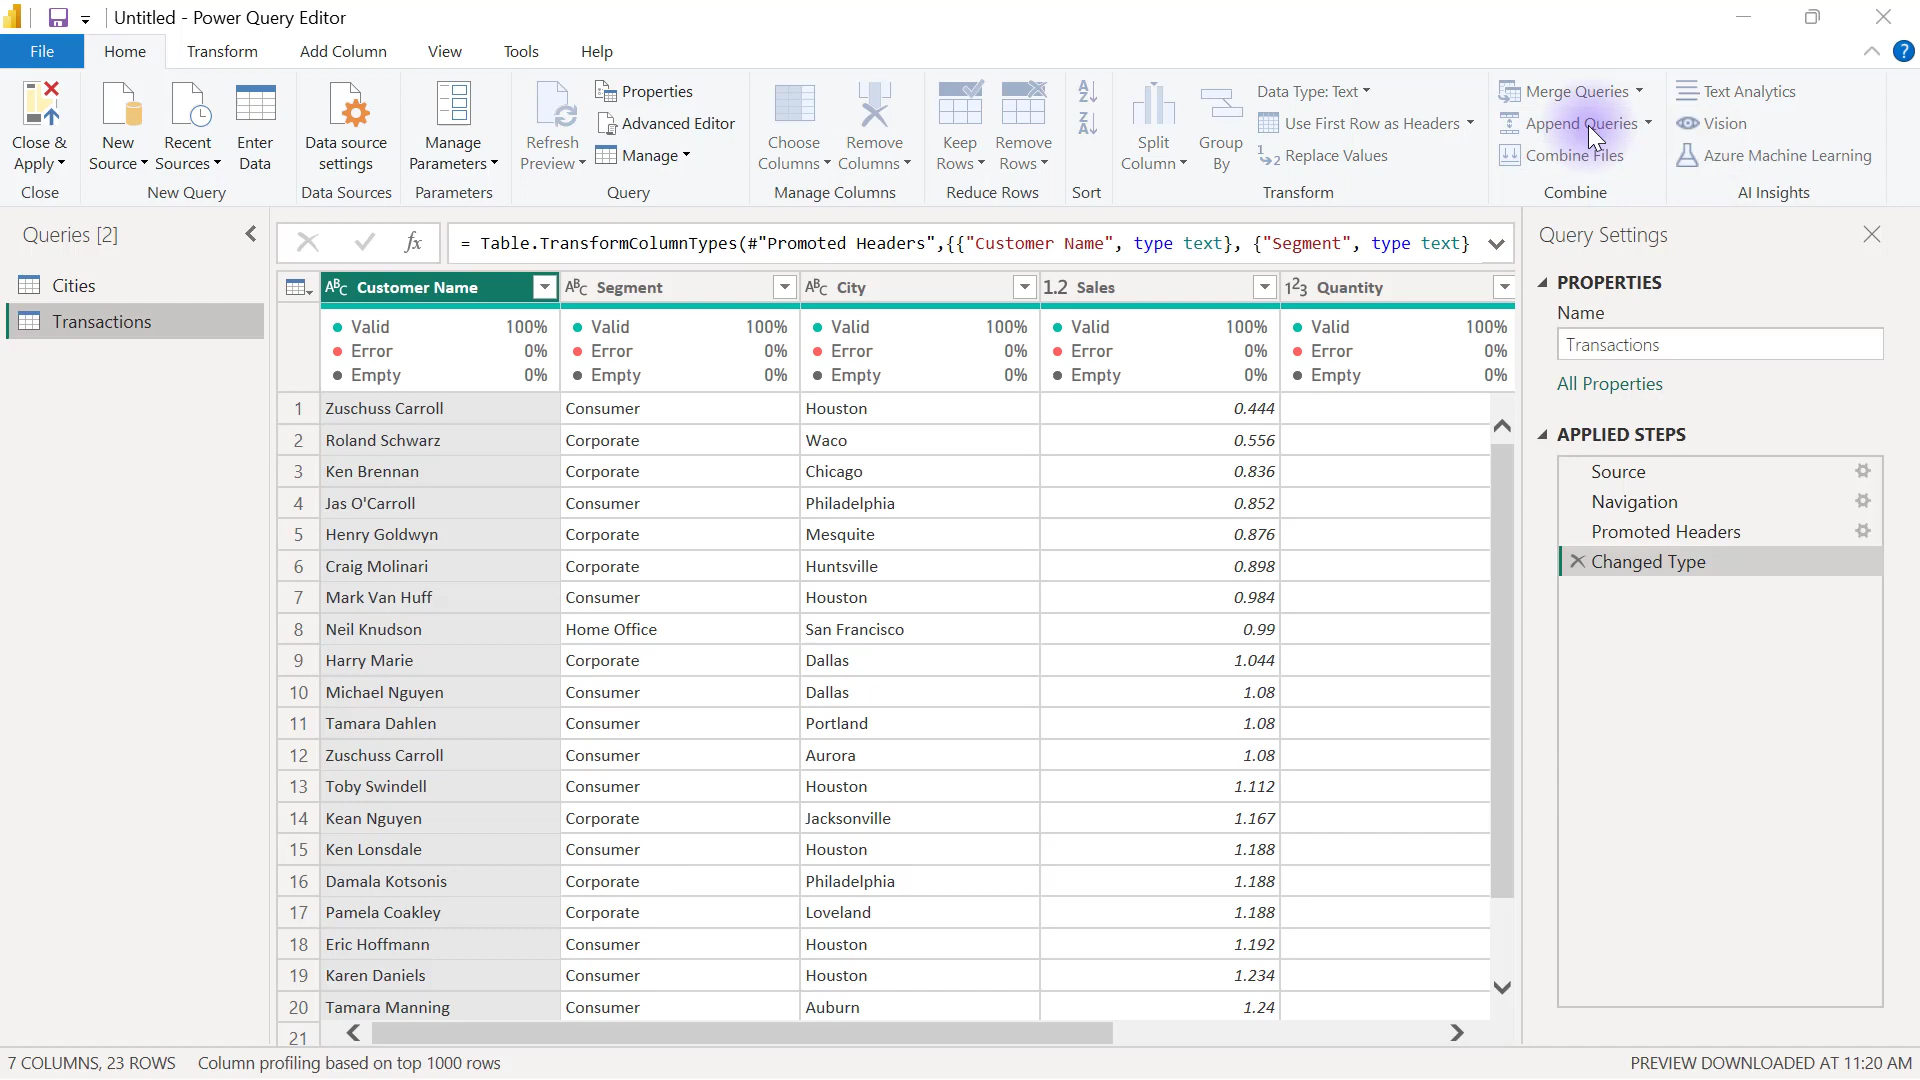 Untitled - Power Query Editor
File Home Transform Add Column View Tools Help
?
Close & Apply
Close
New Source
Recent Sources
Enter Data
New Query
Data source settings
Data Sources
Manage Parameters
Parameters
Refresh Preview
Properties
Advanced Editor
Manage
Query
Choose Columns
Remove Columns
Manage Columns
Keep Rows
Remove Rows
Reduce Rows
A Z
Z A
Sort
Split Column
Group By
Data Type: Text
Use First Row as Headers
1 2 Replace Values
Transform
Merge Queries
Append Queries
Combine Files
Combine
Text Analytics
Vision
Azure Machine Learning
AI Insights
Queries [2]
Cities
Transactions
fx = Table.TransformColumnTypes(#"Promoted Headers",{{"Customer Name", type text}, {"Segment", type text}
ABC Customer Name ABC Segment ABC City 1.2 Sales 123 Quantity
Valid 100% Valid 100% Valid 100% Valid 100% Valid 100%
Error 0% Error 0% Error 0% Error 0% Error 0%
Empty 0% Empty 0% Empty 0% Empty 0% Empty 0%
1 Zuschuss Carroll Consumer Houston 0.444
2 Roland Schwarz Corporate Waco 0.556
3 Ken Brennan Corporate Chicago 0.836
4 Jas O'Carroll Consumer Philadelphia 0.852
5 Henry Goldwyn Corporate Mesquite 0.876
6 Craig Molinari Corporate Huntsville 0.898
7 Mark Van Huff Consumer Houston 0.984
8 Neil Knudson Home Office San Francisco 0.99
9 Harry Marie Corporate Dallas 1.044
10 Michael Nguyen Consumer Dallas 1.08
11 Tamara Dahlen Consumer Portland 1.08
12 Zuschuss Carroll Consumer Aurora 1.08
13 Toby Swindell Consumer Houston 1.112
14 Kean Nguyen Corporate Jacksonville 1.167
15 Ken Lonsdale Consumer Houston 1.188
16 Damala Kotsonis Corporate Philadelphia 1.188
17 Pamela Coakley Corporate Loveland 1.188
18 Eric Hoffmann Consumer Houston 1.192
19 Karen Daniels Consumer Houston 1.234
20 Tamara Manning Consumer Auburn 1.24
21
Query Settings
PROPERTIES
Name
Transactions
All Properties
APPLIED STEPS
Source
Navigation
Promoted Headers
Changed Type
7 COLUMNS, 23 ROWS Column profiling based on top 1000 rows
PREVIEW DOWNLOADED AT 11:20 AM